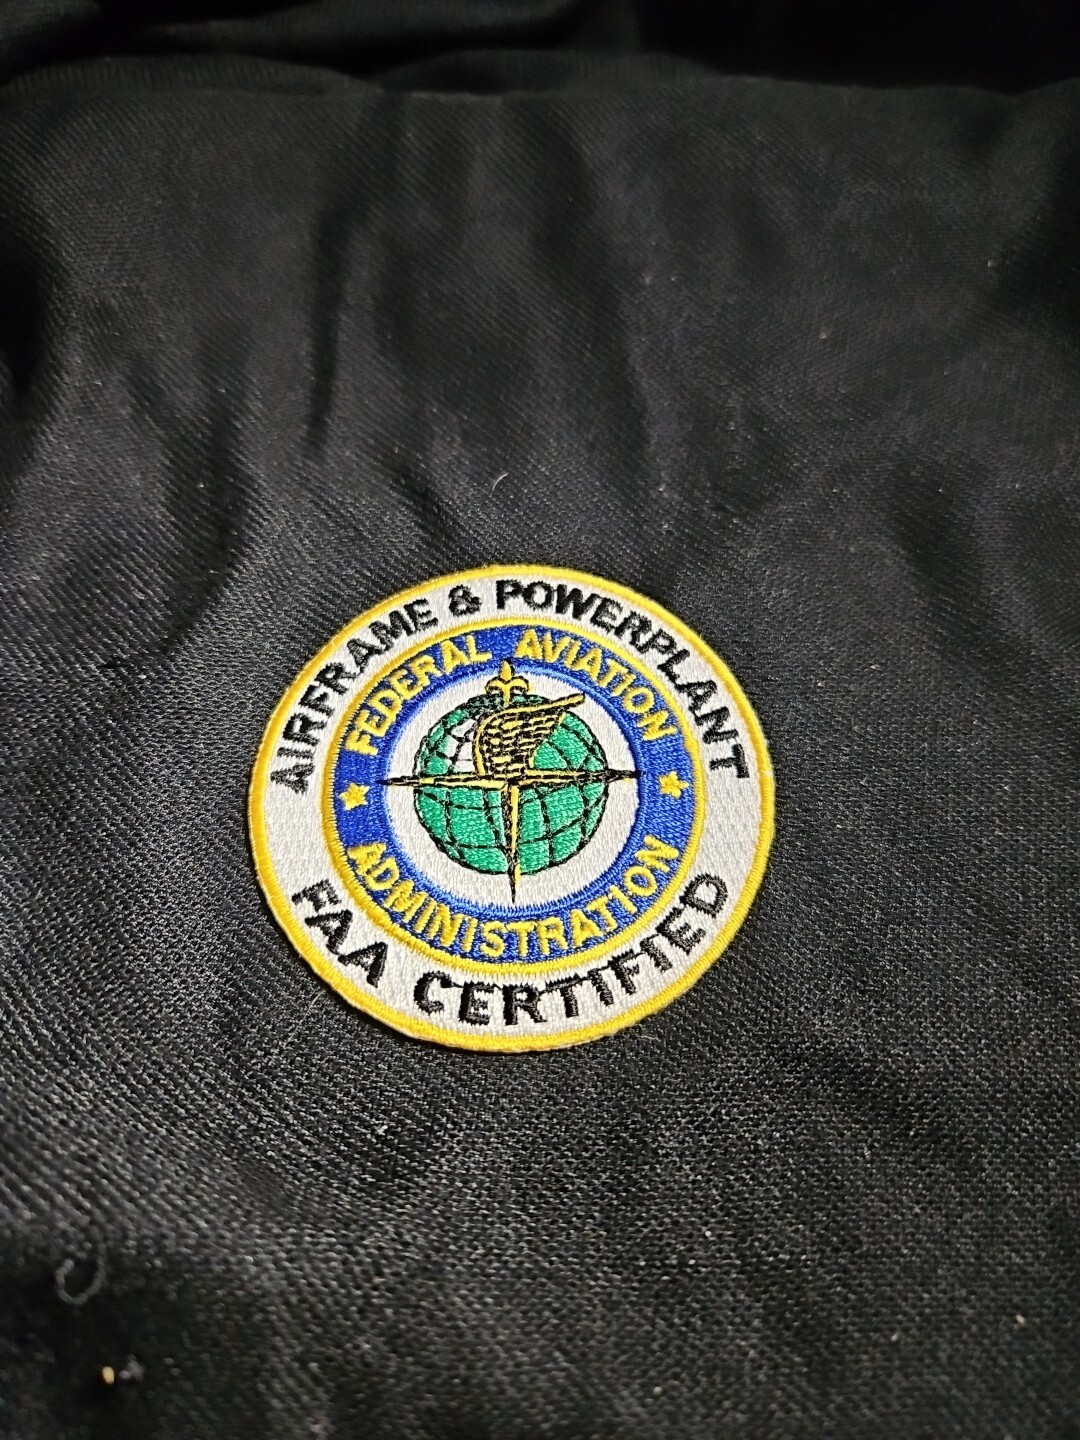 AIRFRAME & POWERPLANT
FEDERAL AVIATION
ADMINISTRATION
FAA CERTIFIED